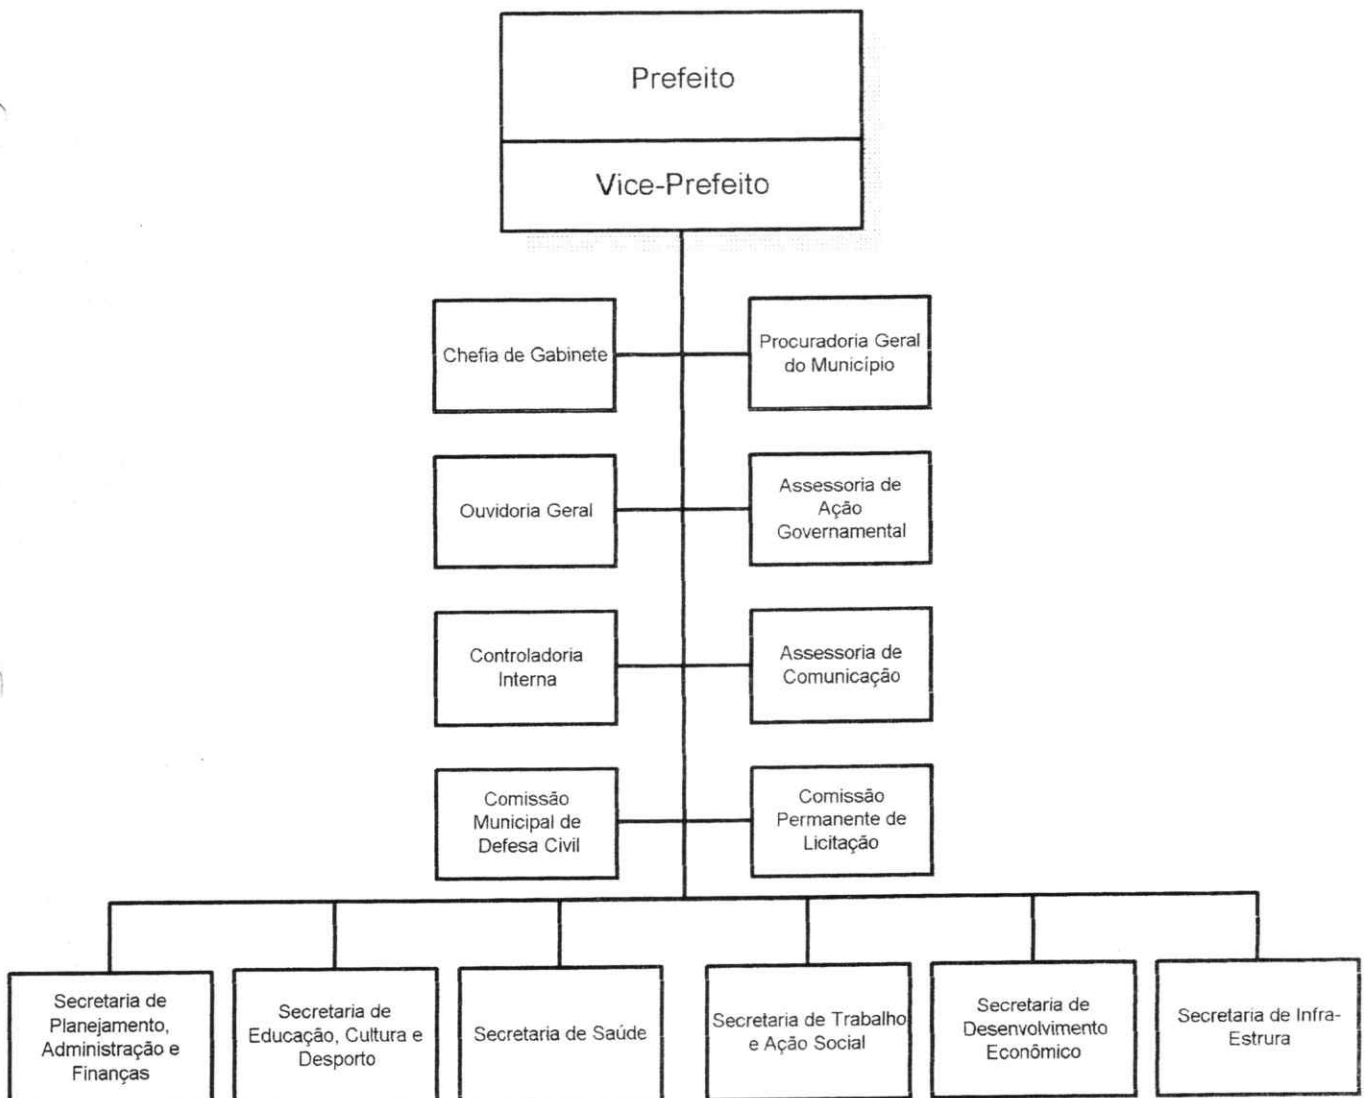 Prefeito
Vice-Prefeito
Chefia de Gabinete
Procuradoria Geral
do Município
Ouvidoria Geral
Assessoria de
Ação
Governamental
Controladoria
Interna
Assessoria de
Comunicação
Comissão
Municipal de
Defesa Civil
Comissão
Permanente de
Licitação
Secretaria de
Planejamento,
Administração e
Finanças
Secretaria de
Educação, Cultura e
Desporto
Secretaria de Saúde
Secretaria de Trabalho
e Ação Social
Secretaria de
Desenvolvimento
Econômico
Secretaria de Infra-
Estrura